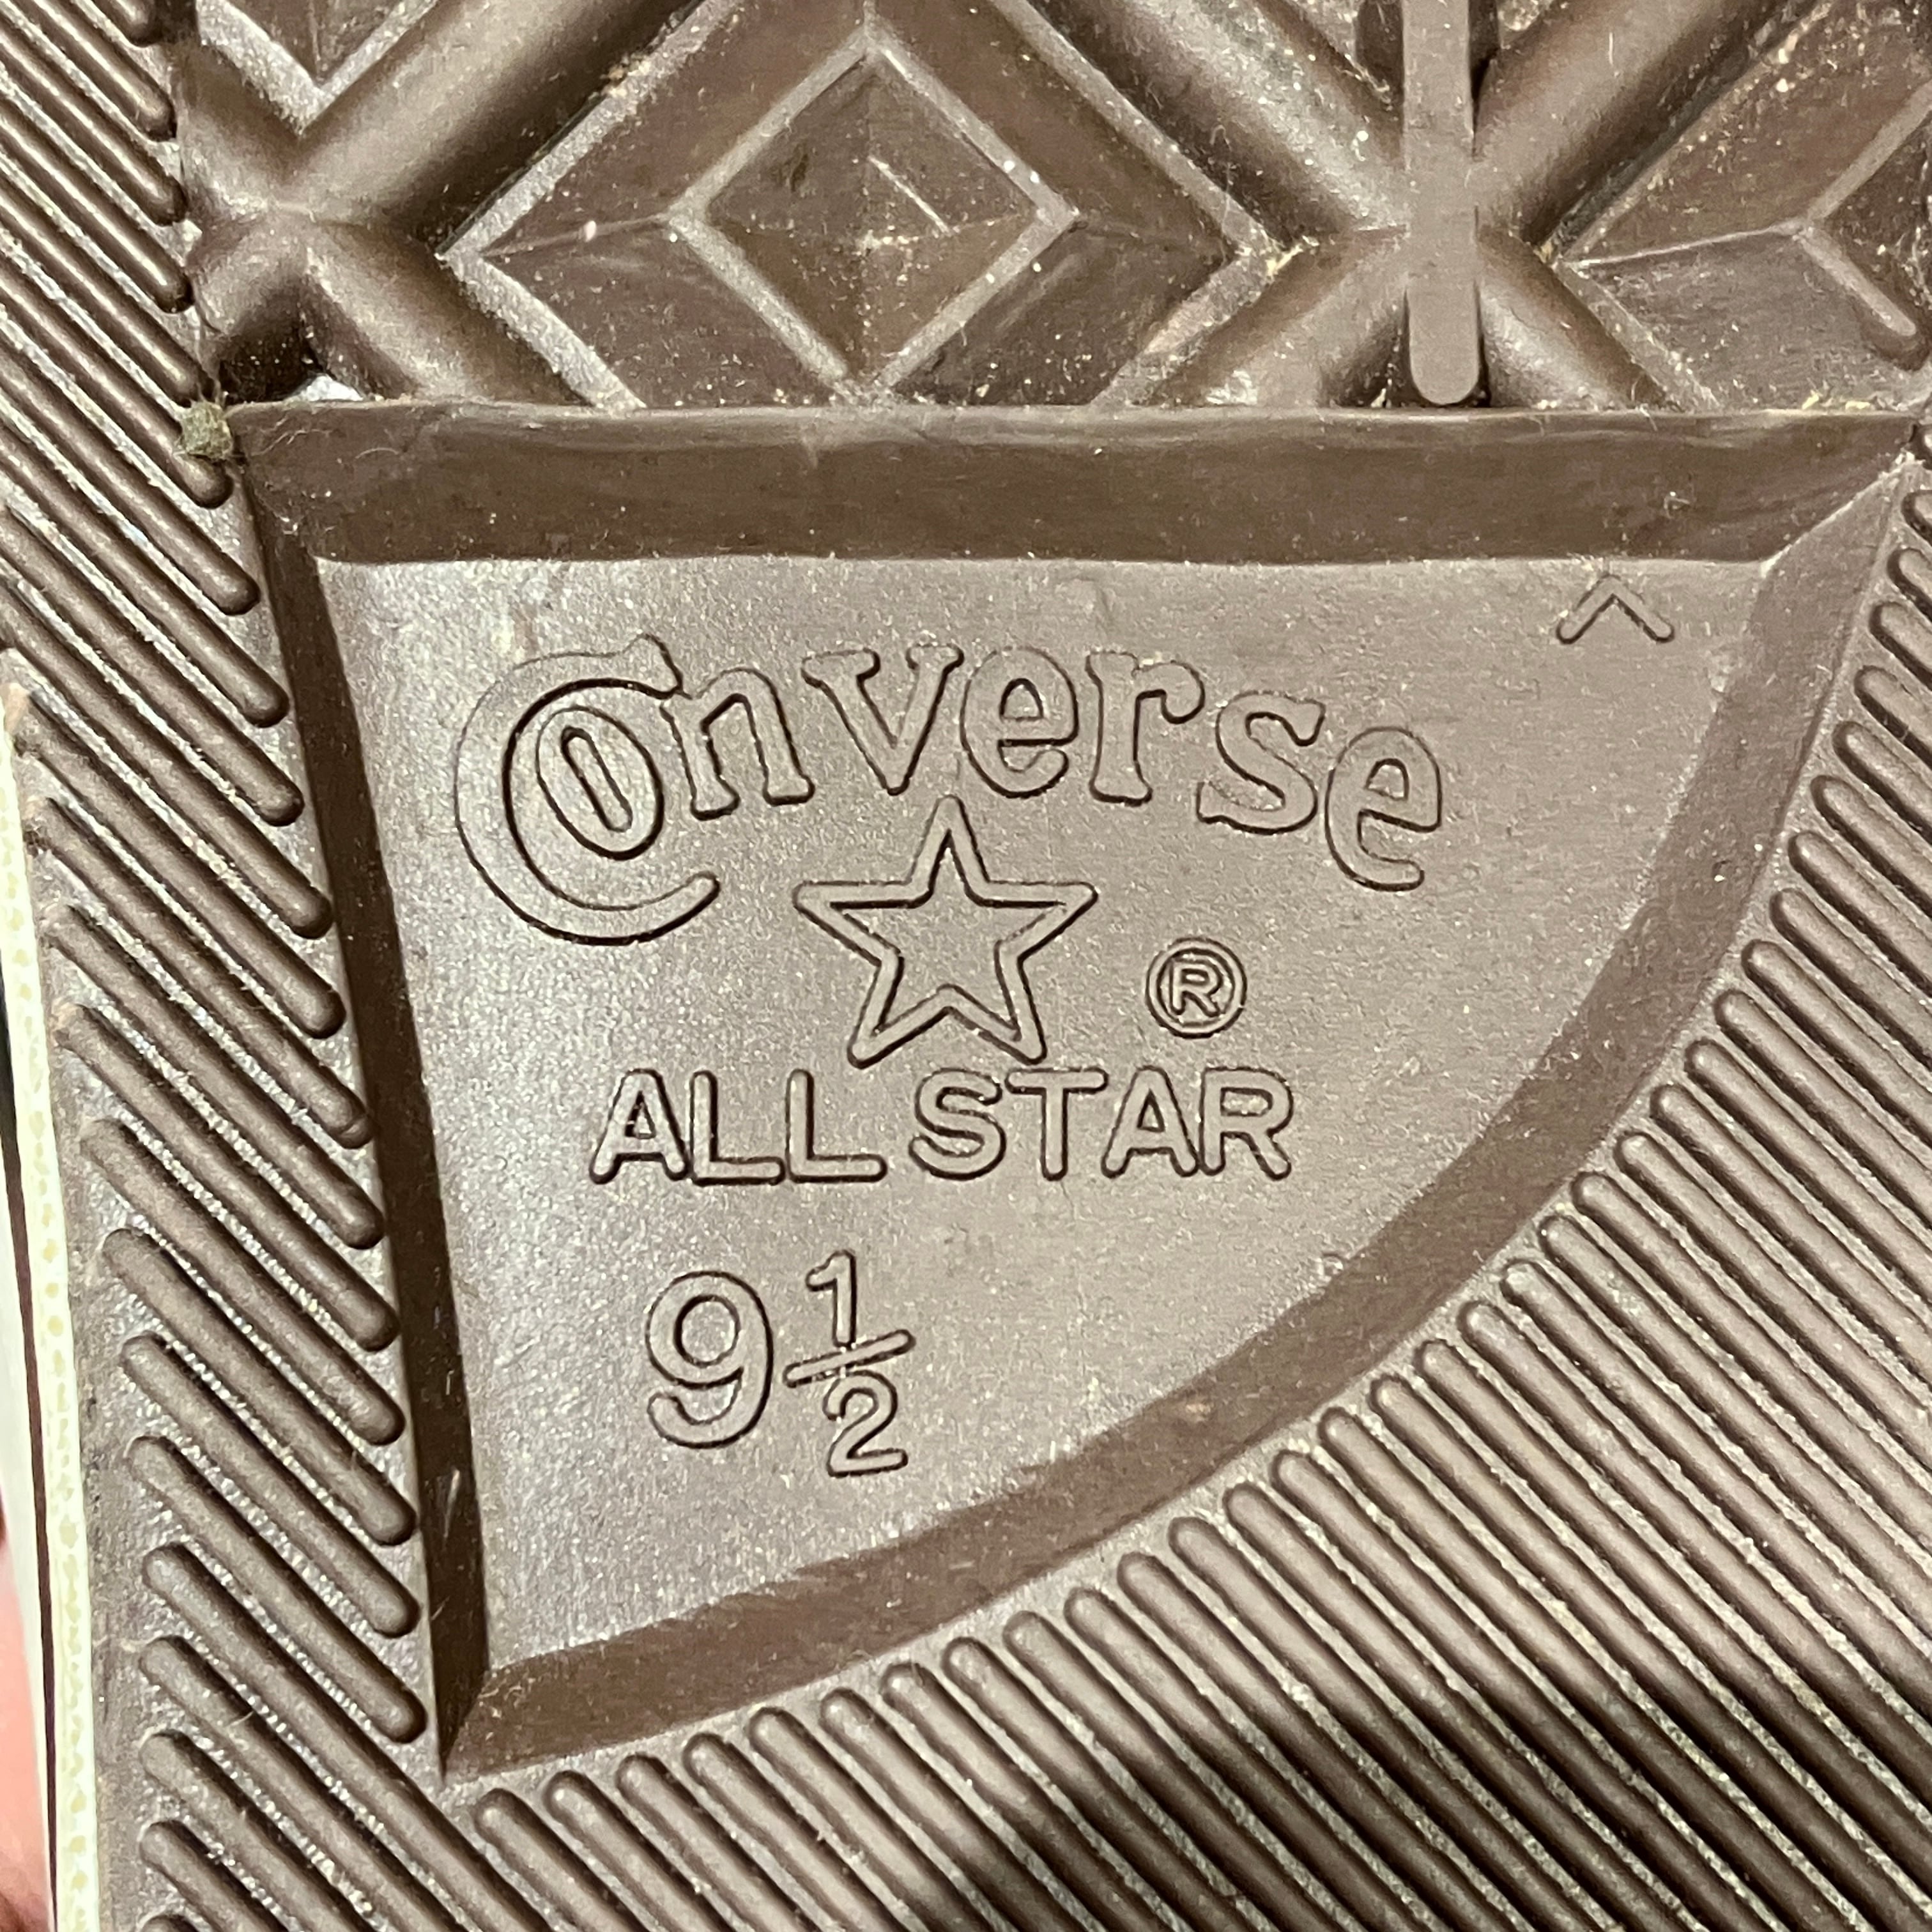 Converse
®
ALL STAR
9 1/2